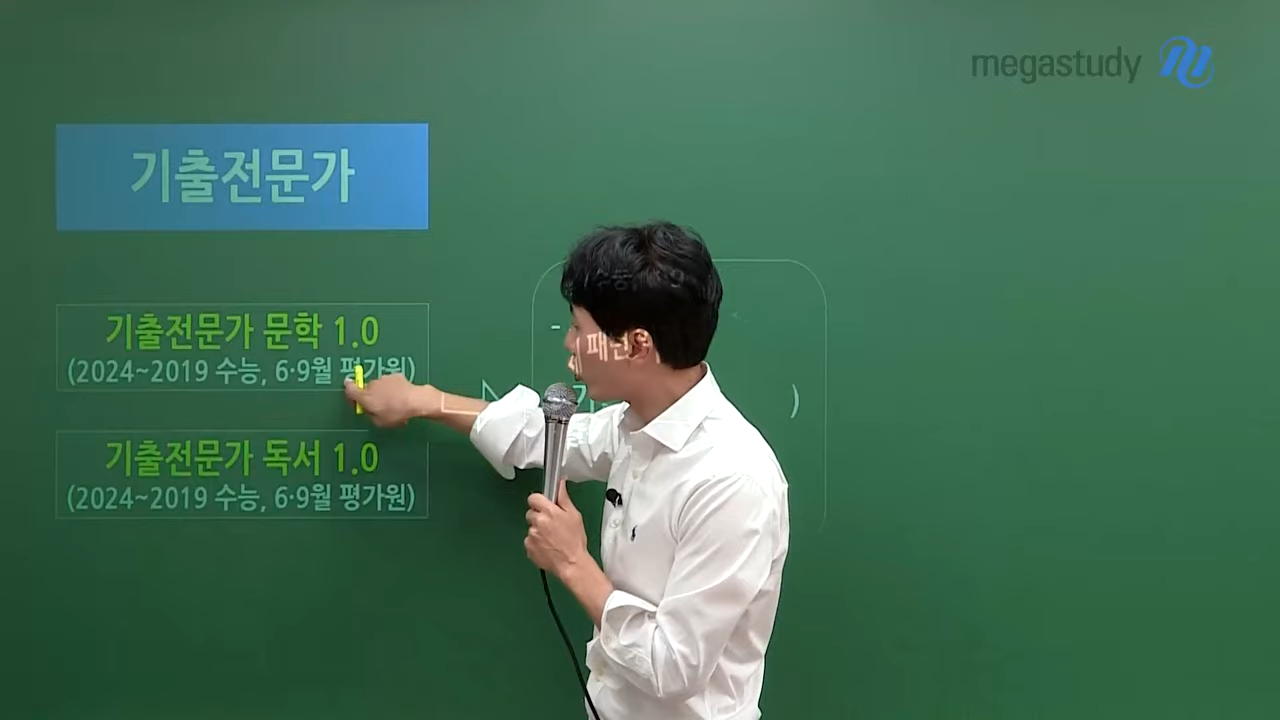 megastudy
기출전문가
기출전문가 문학 1.0
(2024~2019 수능, 6·9월 평가원)
기출전문가 독서 1.0
(2024~2019 수능, 6·9월 평가원)